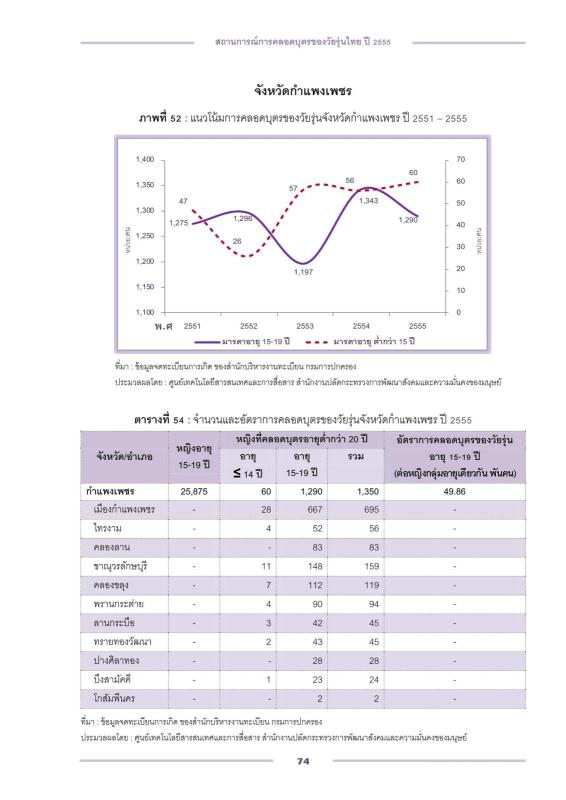 สถานการณ์การคลอดบุตรของวัยรุ่นไทย ปี 2555
จังหวัดกำแพงเพชร
ภาพที่ 52 : แนวโน้มการคลอดบุตรของวัยรุ่นจังหวัดกำแพงเพชร ปี 2551 – 2555
1,400 70
1,350 60
1,300 50
1,250 40
1,200 30
1,150 20
1,100 10
0
หน่วย:คน
หน่วย:คน
47 26 57 56 60
1,275 1,296 1,197 1,343 1,290
พ.ศ 2551 2552 2553 2554 2555
มารดาอายุ 15-19 ปี มารดาอายุ ต่ำกว่า 15 ปี
ที่มา : ข้อมูลจดทะเบียนการเกิด ของสำนักบริหารงานทะเบียน กรมการปกครอง
ประมวลผลโดย : ศูนย์เทคโนโลยีสารสนเทศและการสื่อสาร สำนักงานปลัดกระทรวงการพัฒนาสังคมและความมั่นคงของมนุษย์
ตารางที่ 54 : จำนวนและอัตราการคลอดบุตรของวัยรุ่นจังหวัดกำแพงเพชร ปี 2555
จังหวัด/อำเภอ หญิงอายุ 15-19 ปี หญิงที่คลอดบุตรอายุต่ำกว่า 20 ปี อัตราการคลอดบุตรของวัยรุ่น
อายุ ≤ 14 ปี อายุ 15-19 ปี รวม อายุ 15-19 ปี
(ต่อหญิงกลุ่มอายุเดียวกัน พันคน)
กำแพงเพชร 25,875 60 1,290 1,350 49.86
เมืองกำแพงเพชร - 28 667 695 -
ไทรงาม - 4 52 56 -
คลองลาน - - 83 83 -
ขาณุวรลักษบุรี - 11 148 159 -
คลองขลุง - 7 112 119 -
พรานกระต่าย - 4 90 94 -
ลานกระบือ - 3 42 45 -
ทรายทองวัฒนา - 2 43 45 -
ปางศิลาทอง - - 28 28 -
บึงสามัคคี - 1 23 24 -
โกสัมพีนคร - - 2 2 -
ที่มา : ข้อมูลจดทะเบียนการเกิด ของสำนักบริหารงานทะเบียน กรมการปกครอง
ประมวลผลโดย : ศูนย์เทคโนโลยีสารสนเทศและการสื่อสาร สำนักงานปลัดกระทรวงการพัฒนาสังคมและความมั่นคงของมนุษย์
74